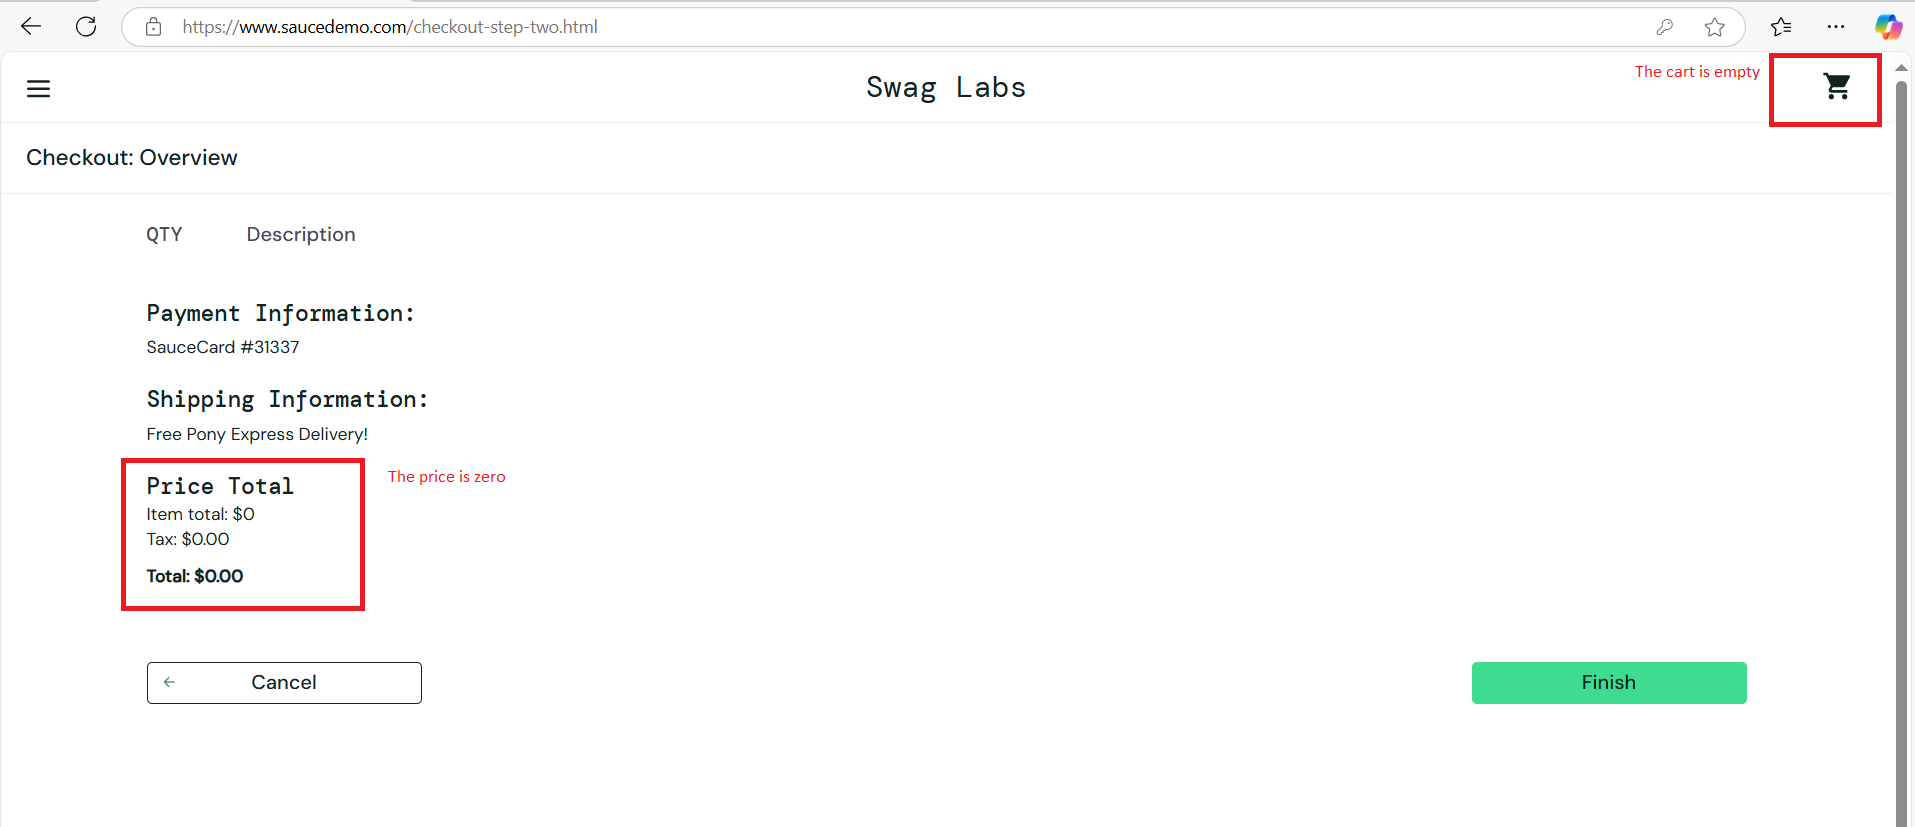 https://www.saucedemo.com/checkout-step-two.html
The cart is empty
Swag Labs
Checkout: Overview
QTY Description
Payment Information:
SauceCard #31337
Shipping Information:
Free Pony Express Delivery!
The price is zero
Price Total
Item total: $0
Tax: $0.00
Total: $0.00
Cancel Finish